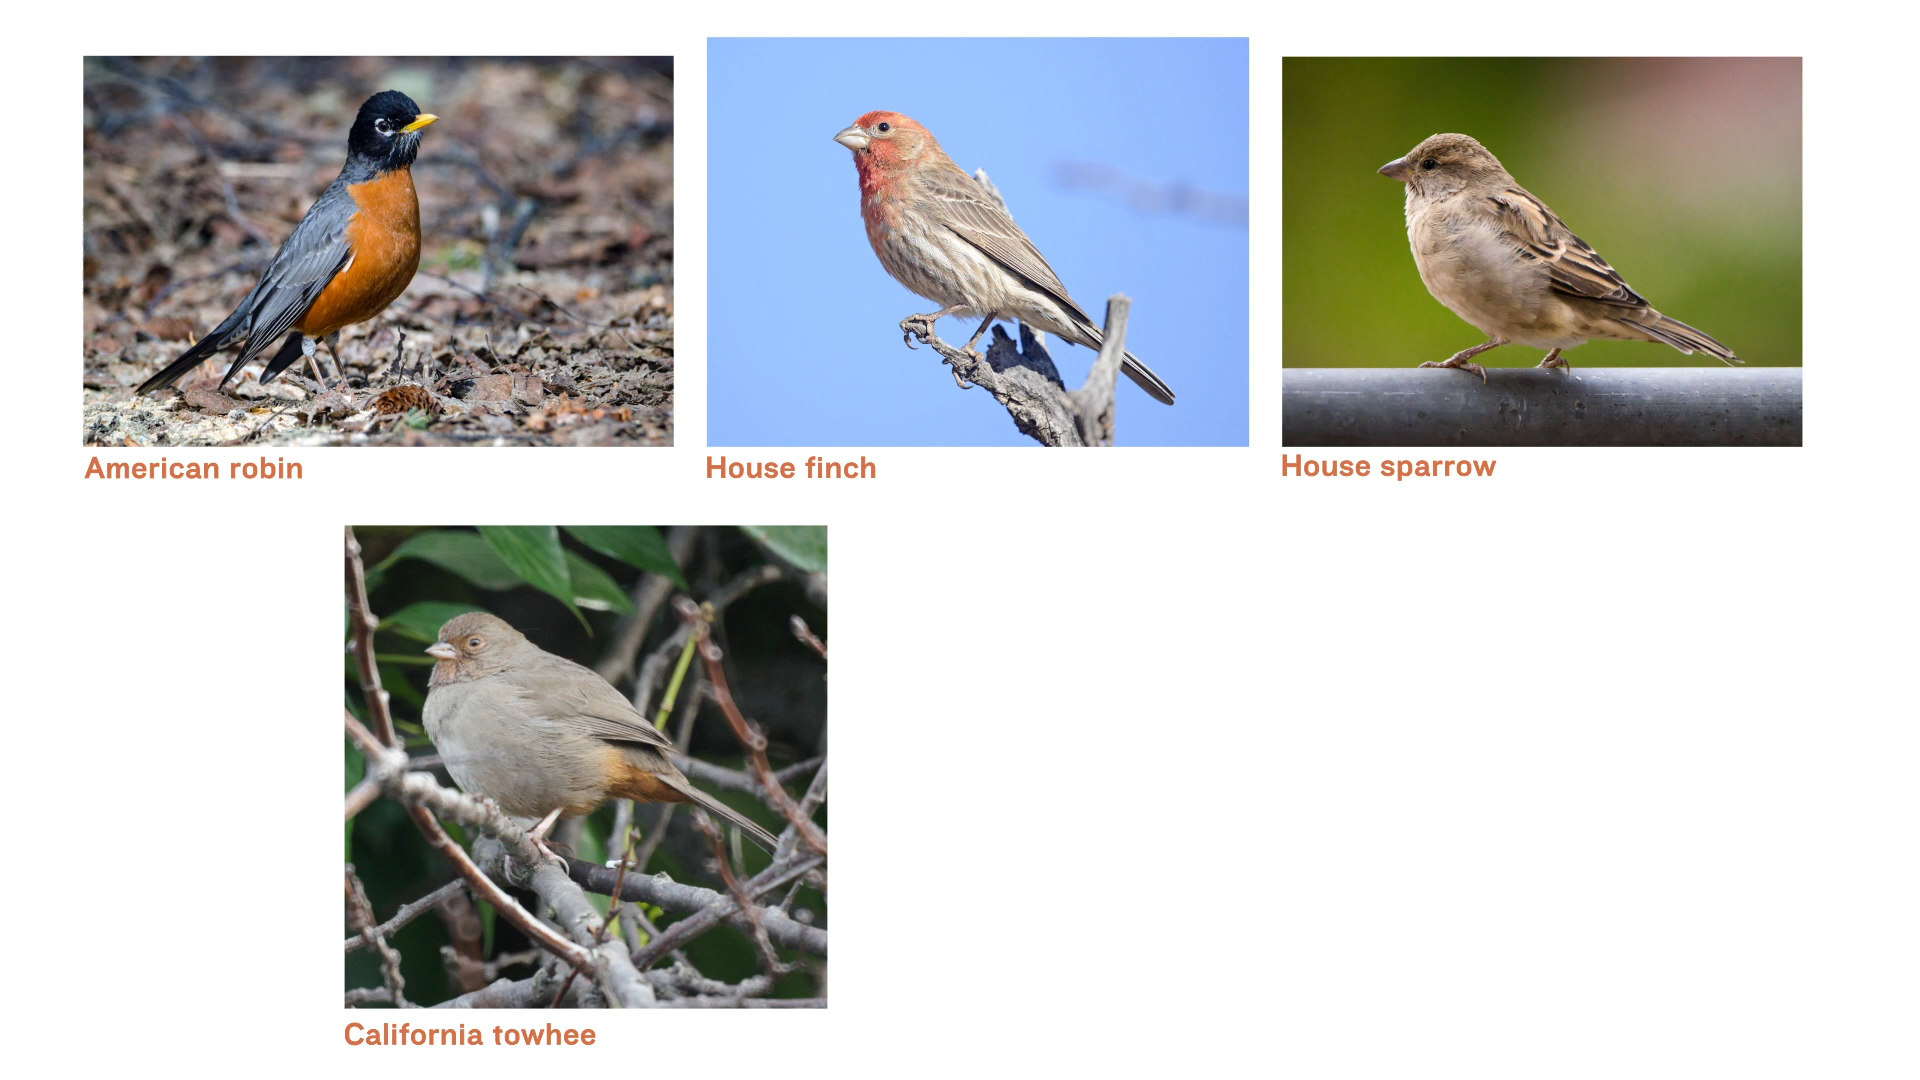 American robin
House finch
House sparrow
California towhee